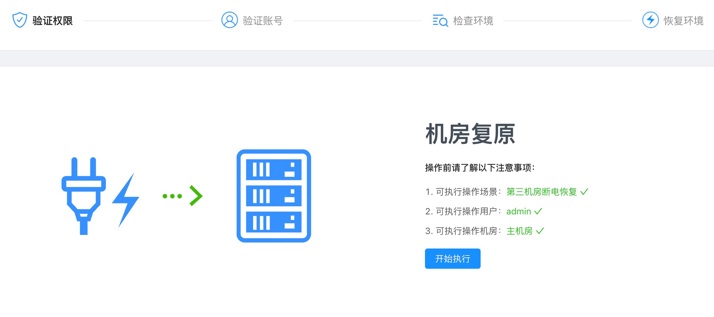 验证权限
验证账号
检查环境
恢复环境
机房复原
操作前请了解以下注意事项：
1. 可执行操作场景：第三机房断电恢复
2. 可执行操作用户：admin
3. 可执行操作机房：主机房
开始执行